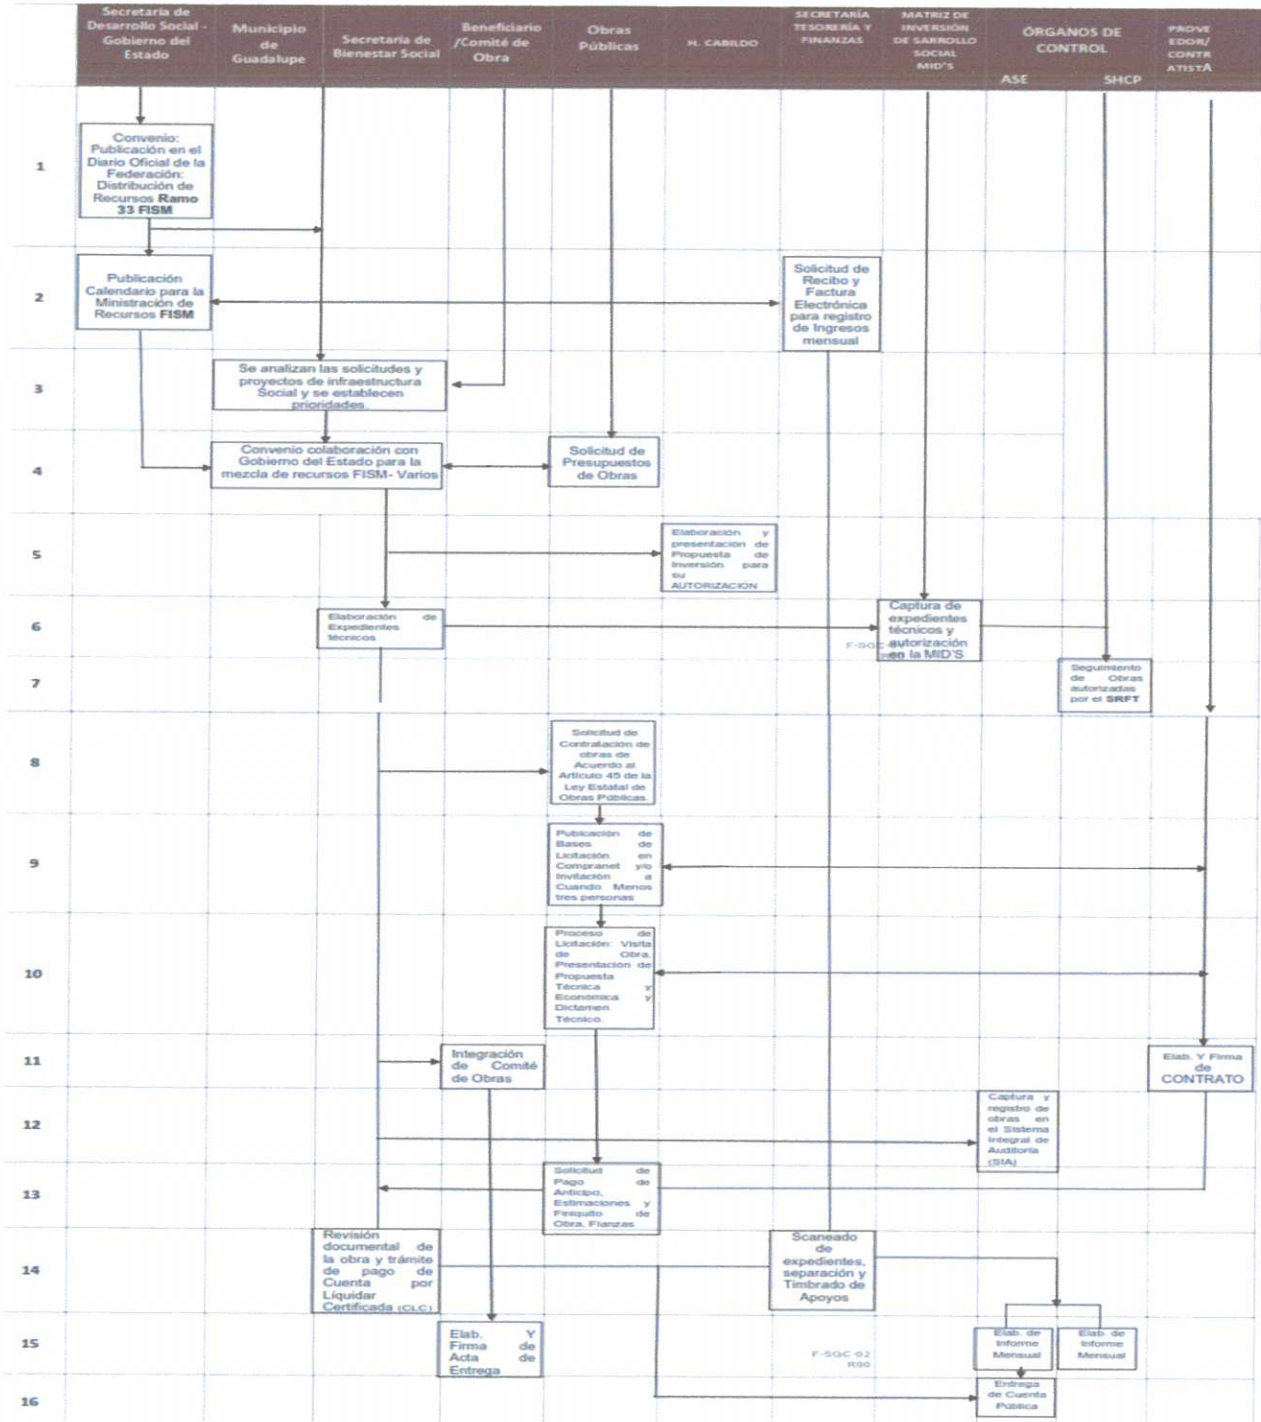 Secretaría de
Desarrollo Social -
Gobierno del
Estado
Municipio
de
Guadalupe
Secretaría de
Bienestar Social
Beneficiario
/Comité de
Obra
Obras
Públicas
H. CABILDO
SECRETARÍA
TESORERÍA Y
FINANZAS
MATRIZ DE
INVERSIÓN
DE SARROLLO
SOCIAL
MID'S
ÓRGANOS DE
CONTROL
ASE
SHCP
PROVE
EDOR/
CONTR
ATISTA
1
Convenio:
Publicación en el
Diario Oficial de la
Federación:
Distribución de
Recursos Ramo
33 FISM
2
Publicación
Calendario para la
Ministración de
Recursos FISM
Solicitud de
Recibo y
Factura
Electrónica
para registro
de Ingresos
mensual
3
Se analizan las solicitudes y
proyectos de infraestructura
Social y se establecen
prioridades.
4
Convenio colaboración con
Gobierno del Estado para la
mezcla de recursos FISM- Varios
Solicitud de
Presupuestos
de Obras
5
Elaboración y
presentación de
Propuesta de
Inversión para
su
AUTORIZACIÓN
6
Elaboración de
Expedientes
técnicos
Captura de
expedientes
técnicos y
autorización
en la MID'S
F-SGC-
7
Seguimiento
de Obras
autorizadas
por el SRFT
8
Solicitud de
Contratación de
obras de
Acuerdo al
Artículo 45 de la
Ley Estatal de
Obras Públicas.
9
Publicación de
Bases de
Licitación en
Compranet y/o
Invitación a
Cuando Menos
tres personas
10
Proceso de
Licitación: Visita
de Obra,
Presentación de
Propuesta
Técnica y
Económica y
Dictamen
Técnico.
11
Integración
de Comité
de Obras
Elab. Y Firma
de
CONTRATO
12
Captura y
registro de
obras en
el Sistema
Integral de
Auditoría
(SIA)
13
Solicitud de
Pago de
Anticipo,
Estimaciones y
Finiquito de
Obra, Fianzas
14
Revisión
documental de
la obra y trámite
de pago de
Cuenta por
Líquidar
Certificada (CLC)
Scaneado
de
expedientes,
separación y
Timbrado de
Apoyos
15
Elab. Y
Firma de
Acta de
Entrega
F-SGC-02
R00
Elab. de
Informe
Mensual
Elab. de
Informe
Mensual
16
Entrega
de Cuenta
Pública